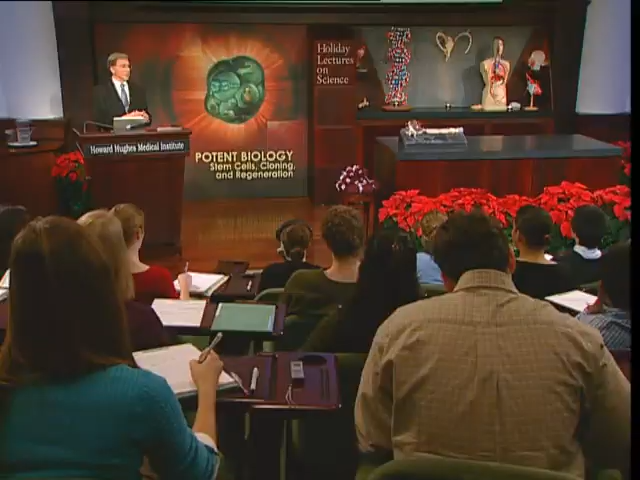 Holiday
Lectures
on
Science
Howard Hughes Medical Institute
POTENT BIOLOGY
Stem Cells, Cloning,
and Regeneration